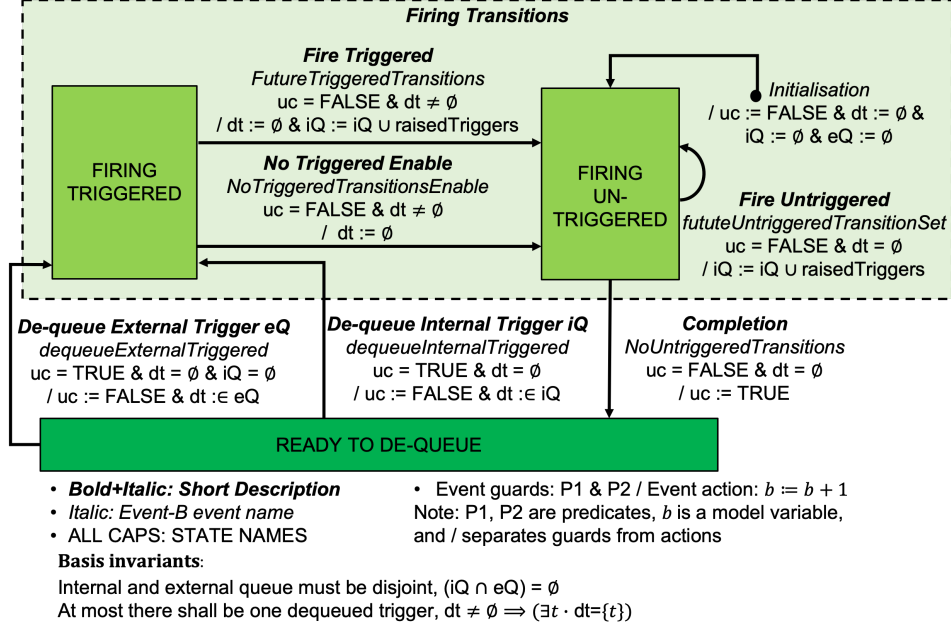 Firing Transitions
Fire Triggered
FutureTriggeredTransitions
uc = FALSE & dt ≠ ∅
/ dt := ∅ & iQ := iQ ∪ raisedTriggers
Initialisation
/ uc := FALSE & dt := ∅ &
iQ := ∅ & eQ := ∅
FIRING
TRIGGERED
No Triggered Enable
NoTriggeredTransitionsEnable
uc = FALSE & dt ≠ ∅
/ dt := ∅
FIRING
UN-
TRIGGERED
Fire Untriggered
fututeUntriggeredTransitionSet
uc = FALSE & dt = ∅
/ iQ := iQ ∪ raisedTriggers
De-queue External Trigger eQ
dequeueExternalTriggered
uc = TRUE & dt = ∅ & iQ = ∅
/ uc := FALSE & dt :∈ eQ
De-queue Internal Trigger iQ
dequeueInternalTriggered
uc = TRUE & dt = ∅
/ uc := FALSE & dt :∈ iQ
Completion
NoUntriggeredTransitions
uc = FALSE & dt = ∅
/ uc := TRUE
READY TO DE-QUEUE
• Bold+Italic: Short Description
• Italic: Event-B event name
• ALL CAPS: STATE NAMES
• Event guards: P1 & P2 / Event action: b ≔ b + 1
Note: P1, P2 are predicates, b is a model variable,
and / separates guards from actions
Basis invariants:
Internal and external queue must be disjoint, (iQ ∩ eQ) = ∅
At most there shall be one dequeued trigger, dt ≠ ∅ ⟹ (∃t · dt={t})